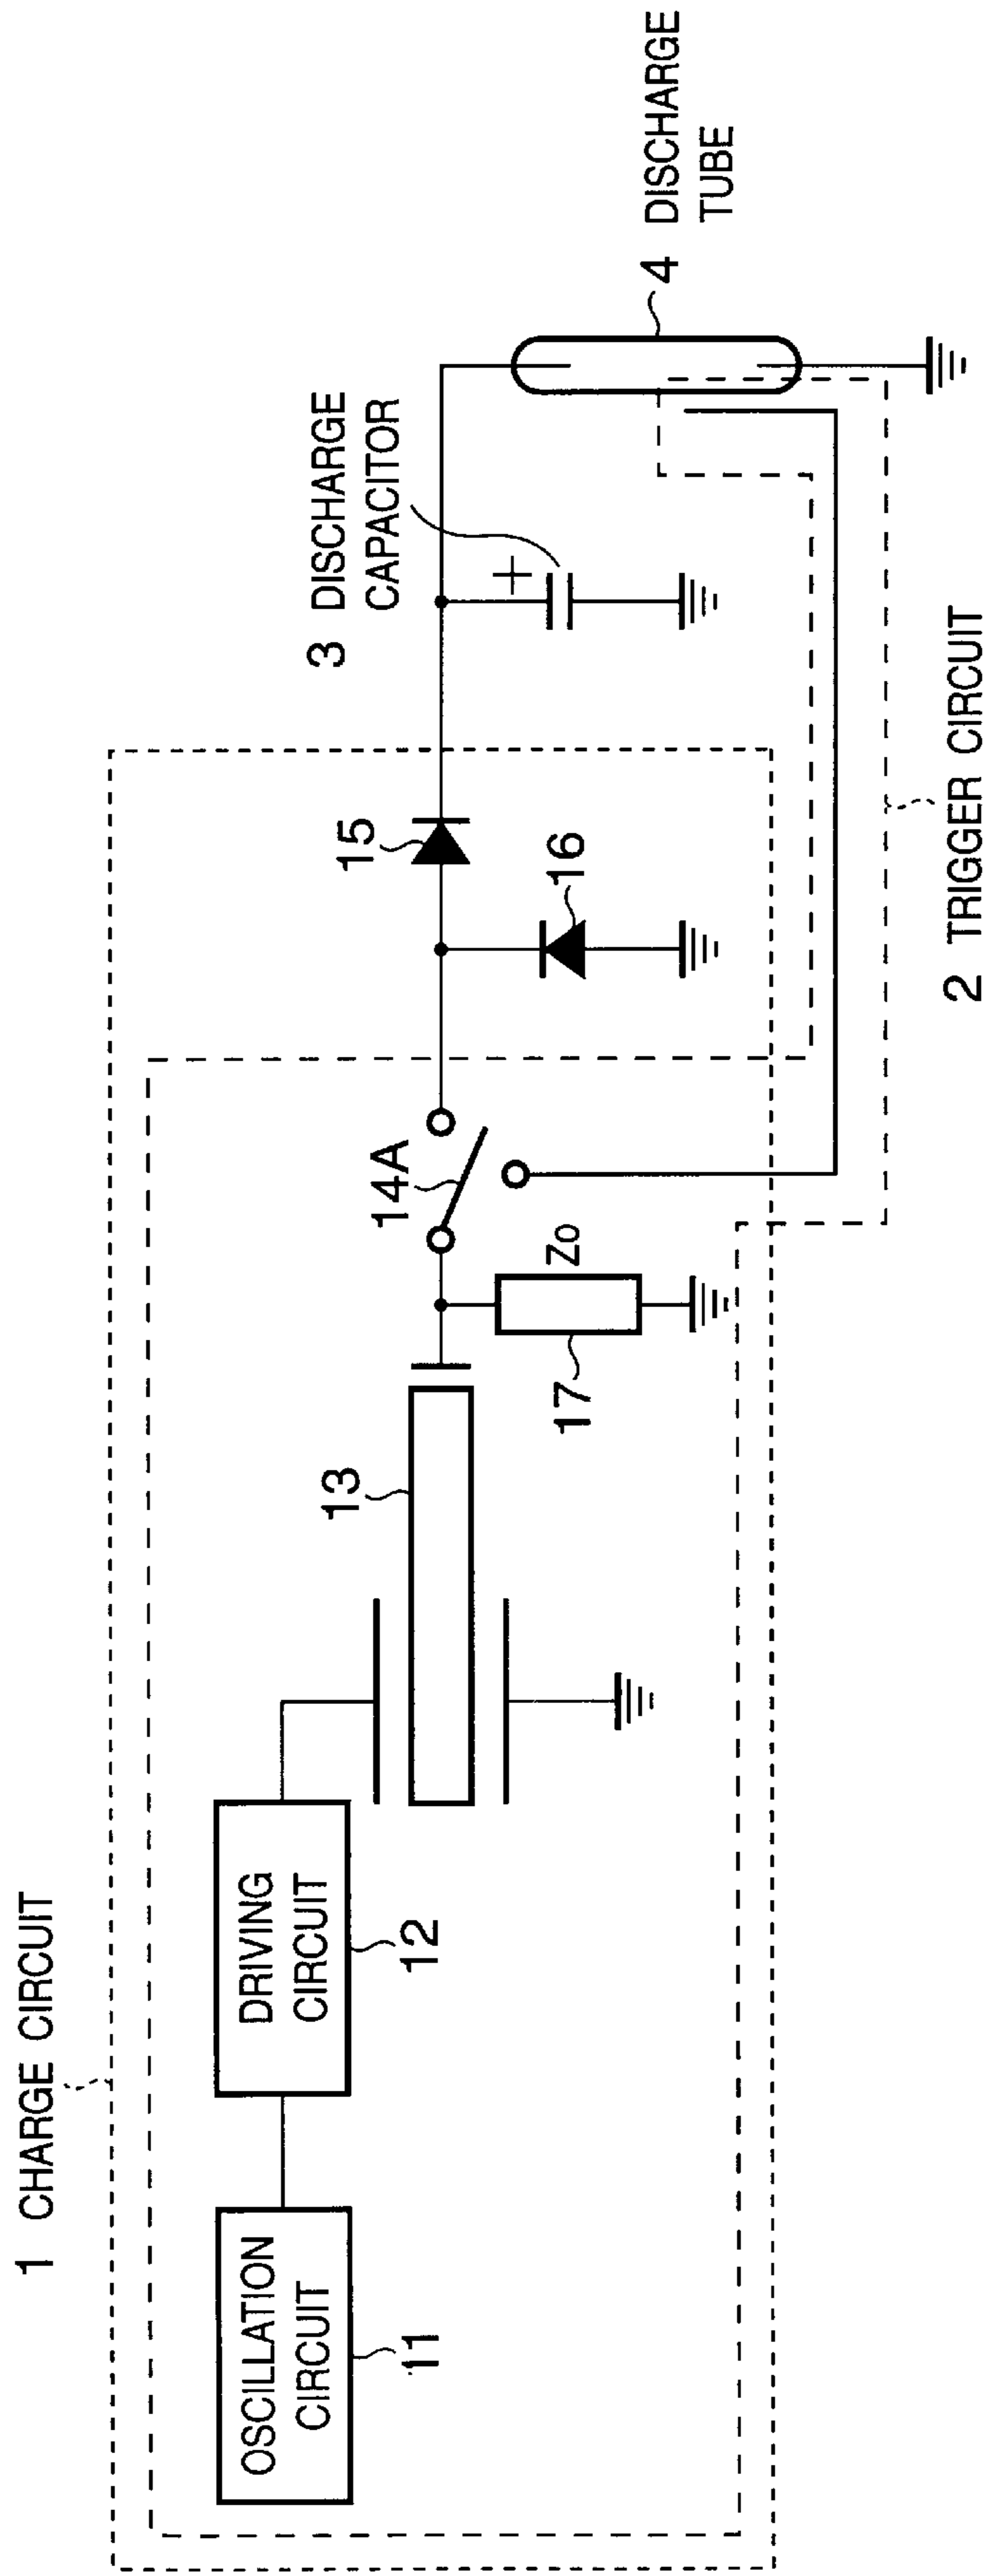 1 CHARGE CIRCUIT
OSCILLATION
CIRCUIT
11
DRIVING
CIRCUIT
12
13
17
Zo
14A
15
16
3 DISCHARGE
CAPACITOR
+
4 DISCHARGE
TUBE
2 TRIGGER CIRCUIT